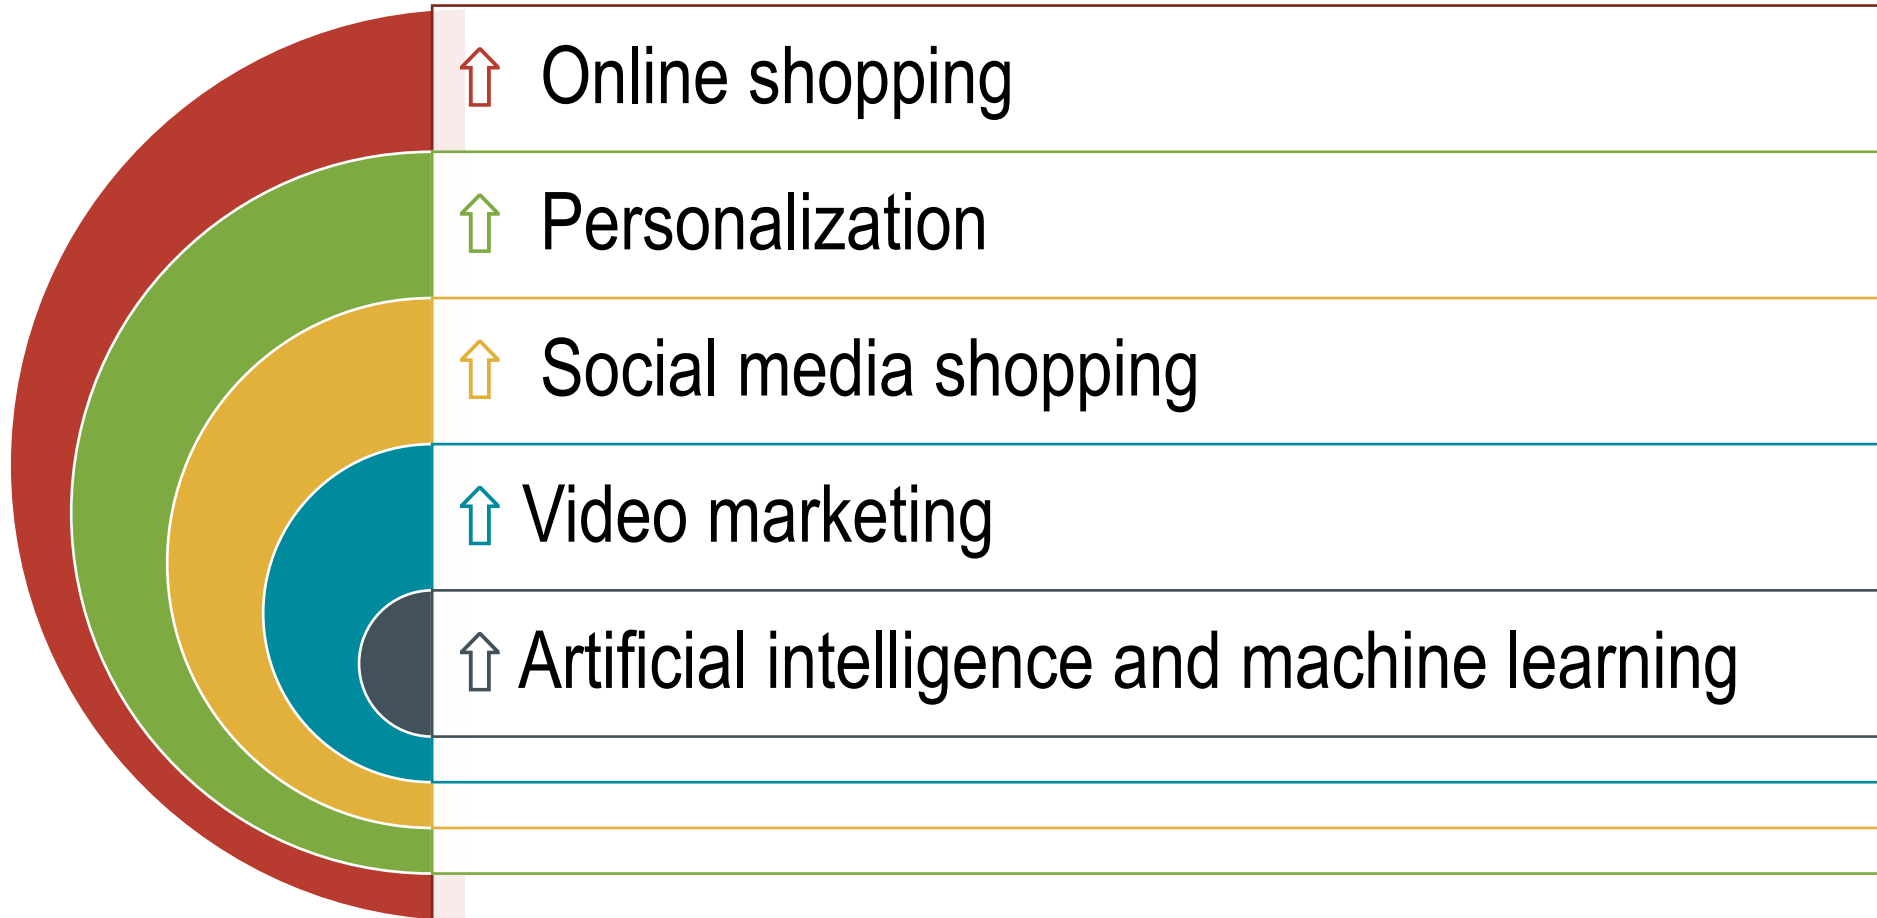 ⇧ Online shopping
⇧ Personalization
⇧ Social media shopping
⇧ Video marketing
⇧ Artificial intelligence and machine learning